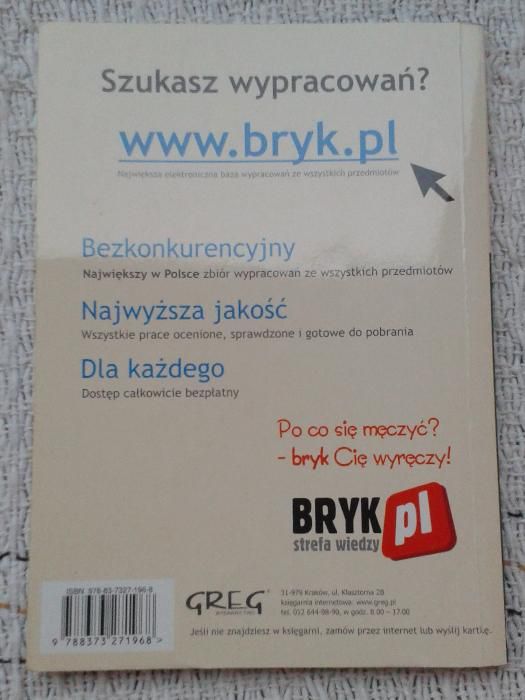 Szukasz wypracowań?
www.bryk.pl
Największa elektroniczna baza wypracowań ze wszystkich przedmiotów
Bezkonkurencyjny
Największy w Polsce zbiór wypracowań ze wszystkich przedmiotów
Najwyższa jakość
Wszystkie prace ocenione, sprawdzone i gotowe do pobrania
Dla każdego
Dostęp całkowicie bezpłatny
Po co się męczyć?
- bryk Cię wyręczy!
BRYK pl
strefa wiedzy
ISBN 978-83-7327-196-8
9 788373 271968 >
GREG
WYDAWNICTWO
31-979 Kraków, ul. Klasztorna 2B
księgarnia internetowa: www.greg.pl
tel. 012 644-98-90, w godz. 8.00 - 17.00
Jeśli nie znajdziesz w księgarni, zamów przez internet lub wyślij kartkę.